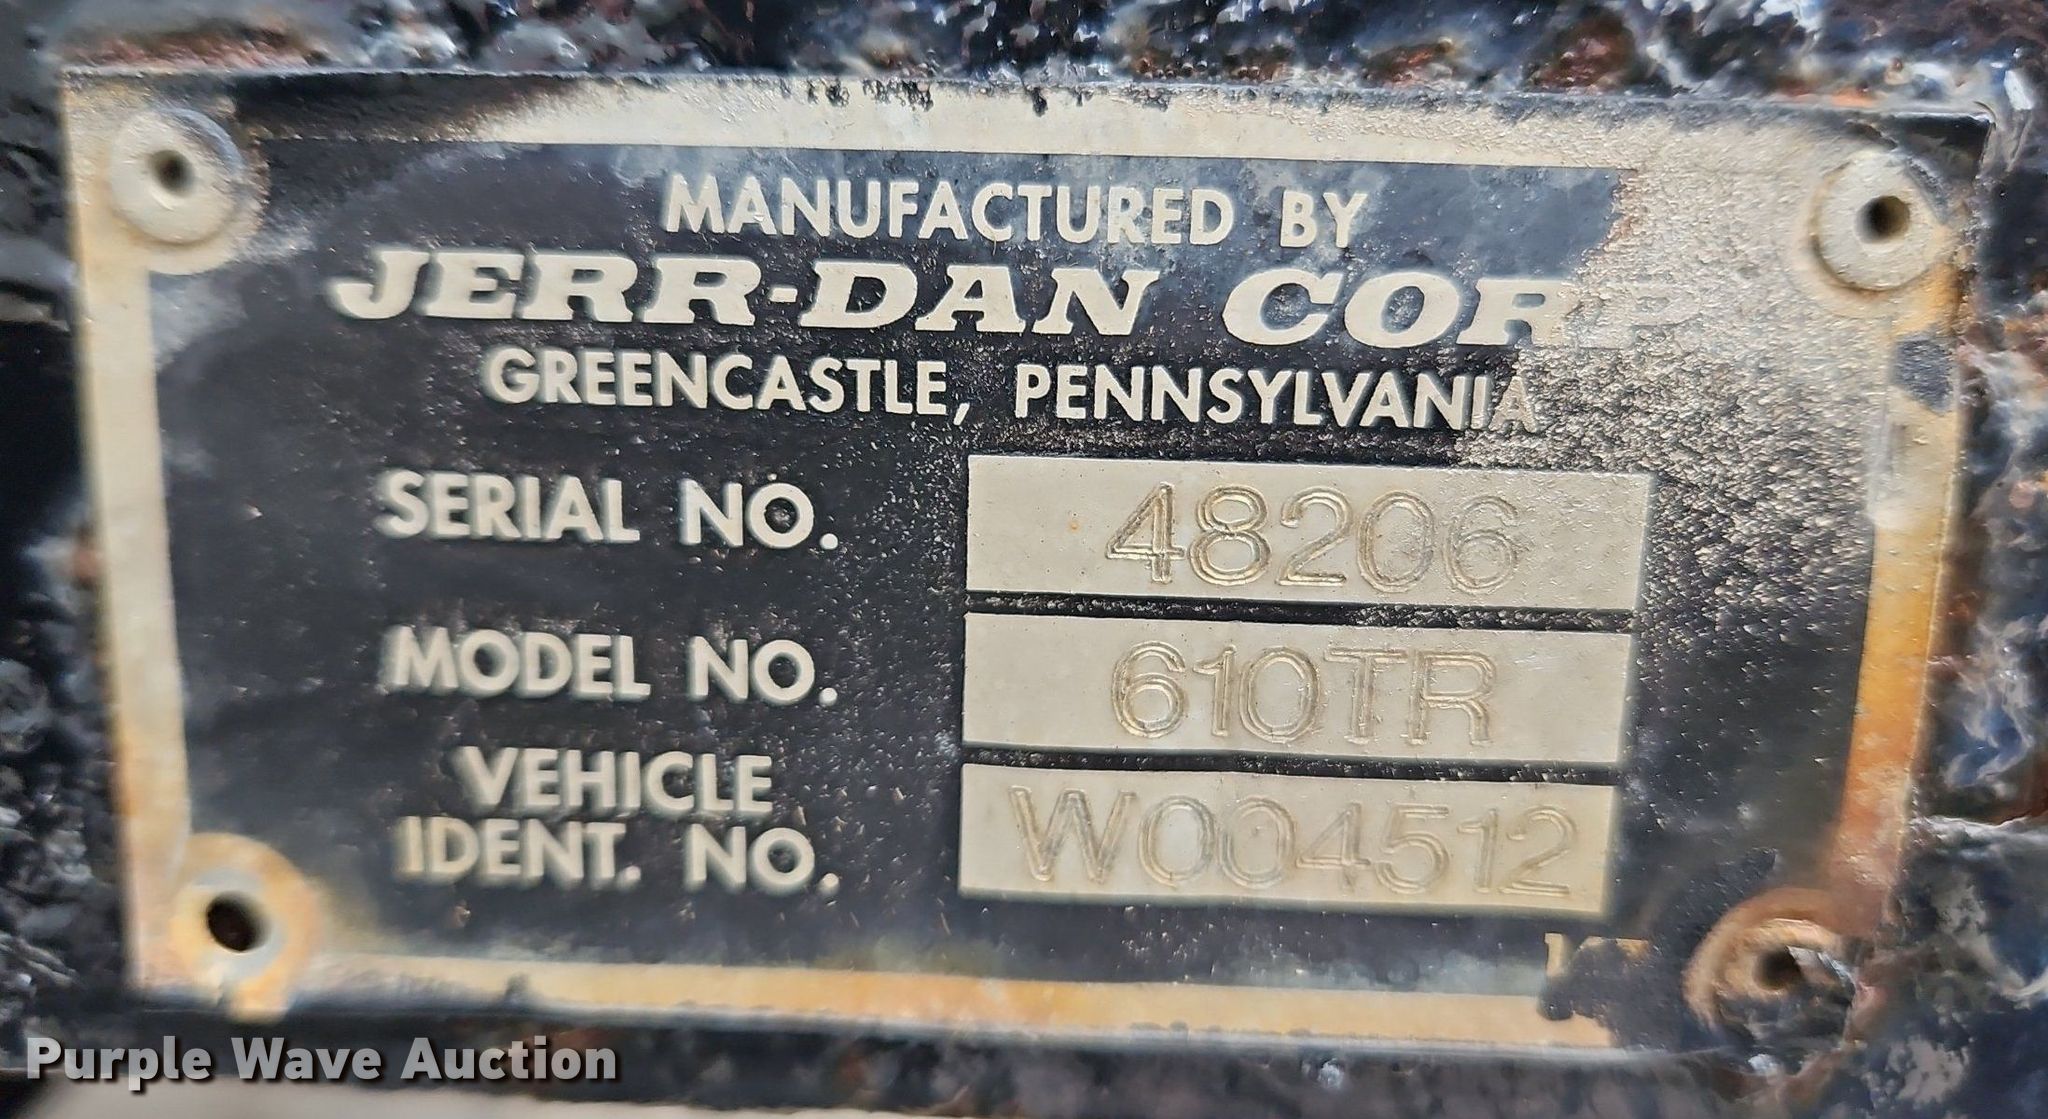 MANUFACTURED BY
JERR-DAN CORP
GREENCASTLE, PENNSYLVANIA
SERIAL NO. 48206
MODEL NO. 610TR
VEHICLE
IDENT. NO. W004512
Purple Wave Auction